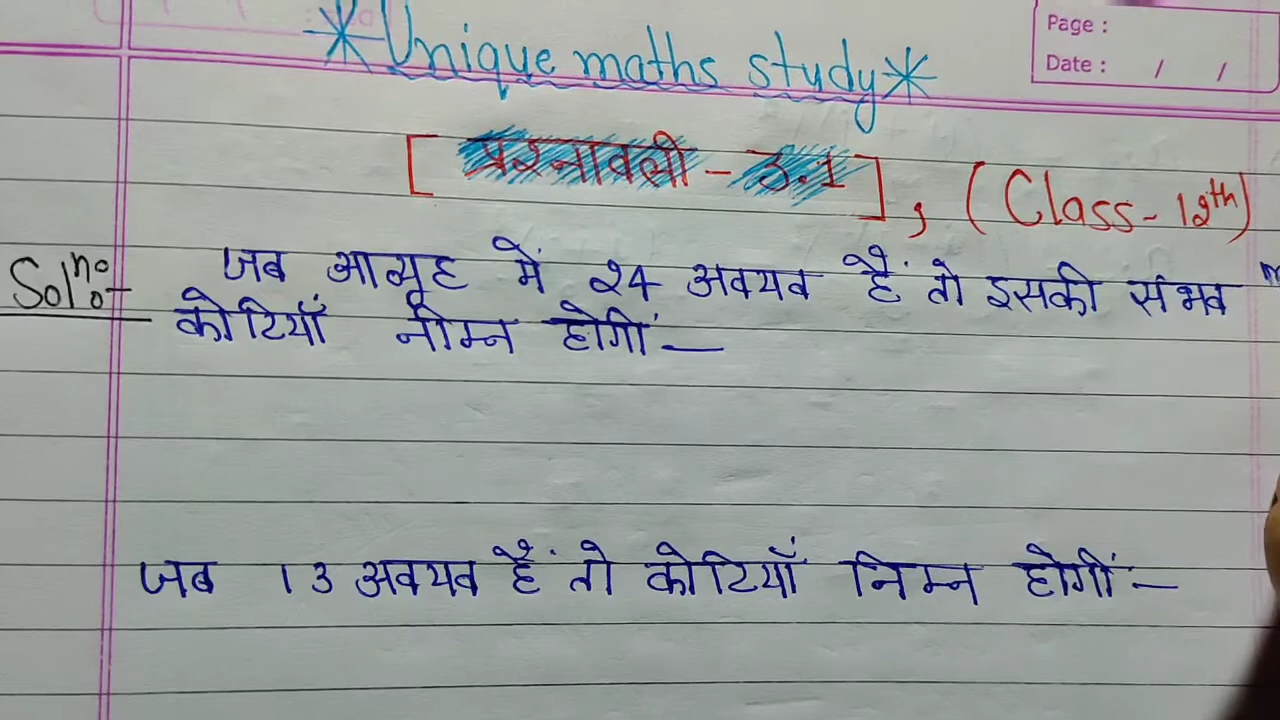 Page :
Date : / /
*Unique maths study*
[ प्रश्नावली - 3.1 ] , (Class - 12th)
Solno:- जब आव्यूह में 24 अवयव हैं तो इसकी संभव
कोटियाँ नीम्न होगीं —
जब 13 अवयव हैं तो कोटियाँ निम्न होगीं —